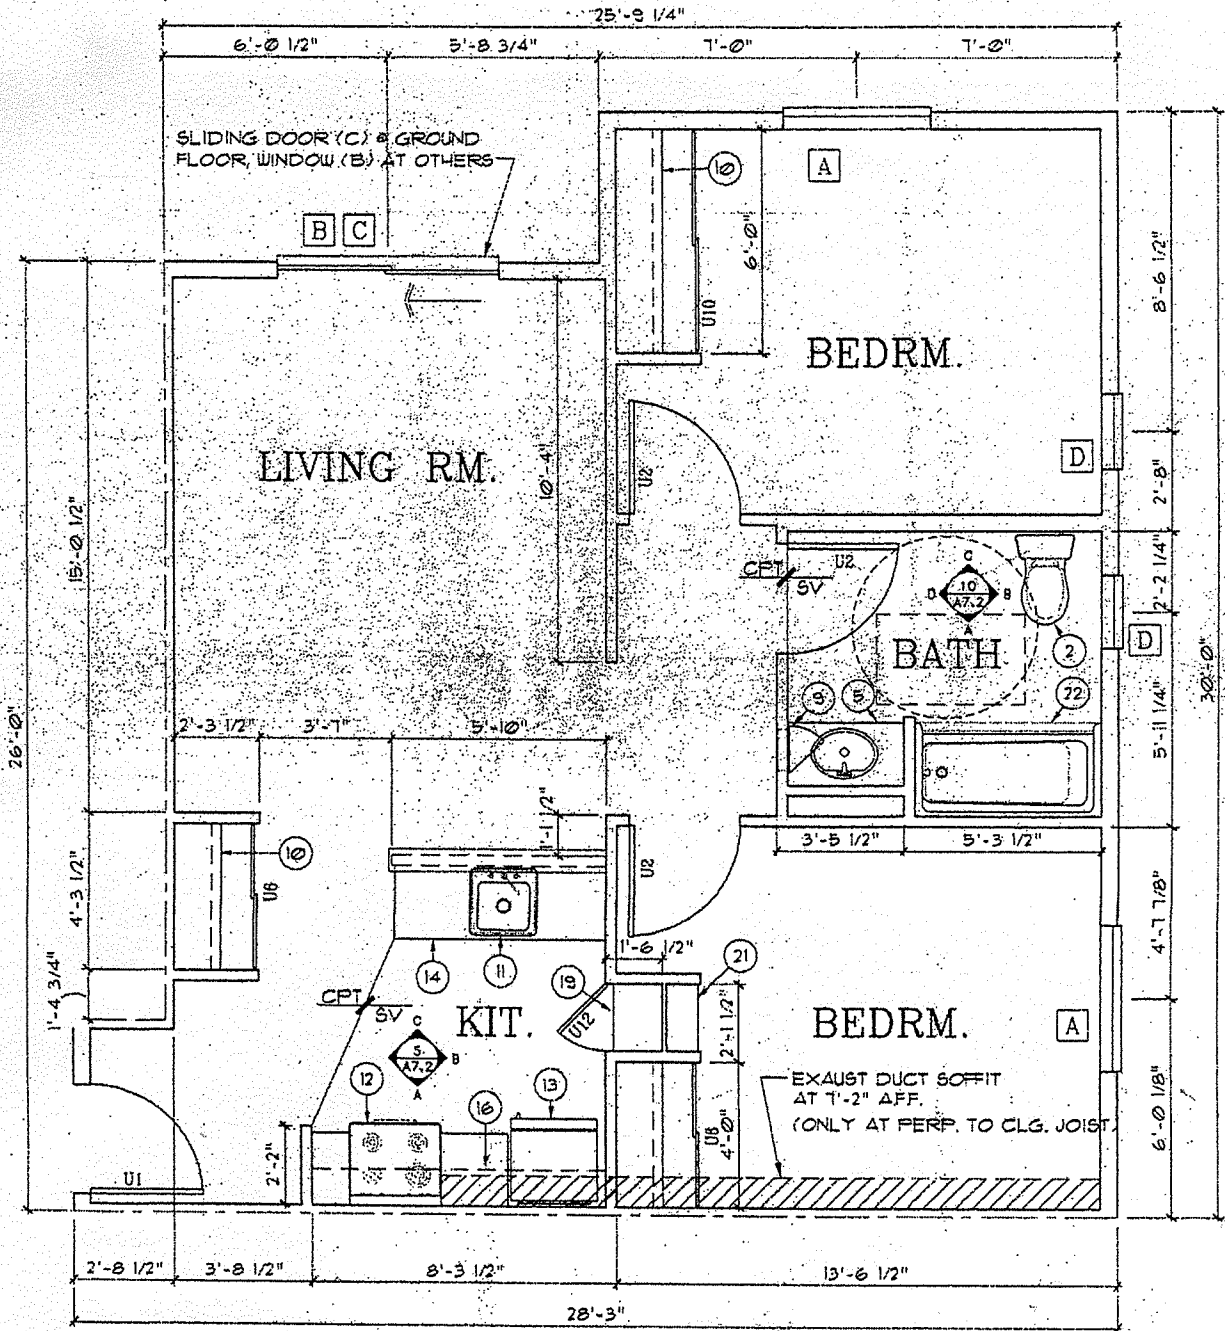 25'-9 1/4"
6'-0 1/2"
5'-8 3/4"
7'-0"
7'-0"
SLIDING DOOR (C) @ GROUND
FLOOR, WINDOW (B) AT OTHERS
B
C
10
A
6'-0"
U10
8'-6 1/2"
BEDRM.
LIVING RM.
10'-4"
U2
D
2'-8"
15'-0 1/2"
30'-0"
26'-0"
CPT
SV
U2
C
D
10
A7.2
B
A
2'-2 1/4"
BATH
2
D
9
5
22
5'-11 1/4"
2'-3 1/2"
3'-7"
5'-10"
1'-1 1/2"
3'-5 1/2"
5'-3 1/2"
10
U6
U2
4'-3 1/2"
4'-7 7/8"
14
11
1'-6 1/2"
21
19
1'-4 3/4"
CPT
SV
KIT.
U12
2'-1 1/2"
BEDRM.
A
C
5
A7.2
B
A
12
16
13
EXAUST DUCT SOFFIT
AT 7'-2" AFF.
(ONLY AT PERP. TO CLG. JOIST
U8
4'-0"
6'-0 1/8"
2'-2"
U1
2'-8 1/2"
3'-8 1/2"
8'-3 1/2"
13'-6 1/2"
28'-3"